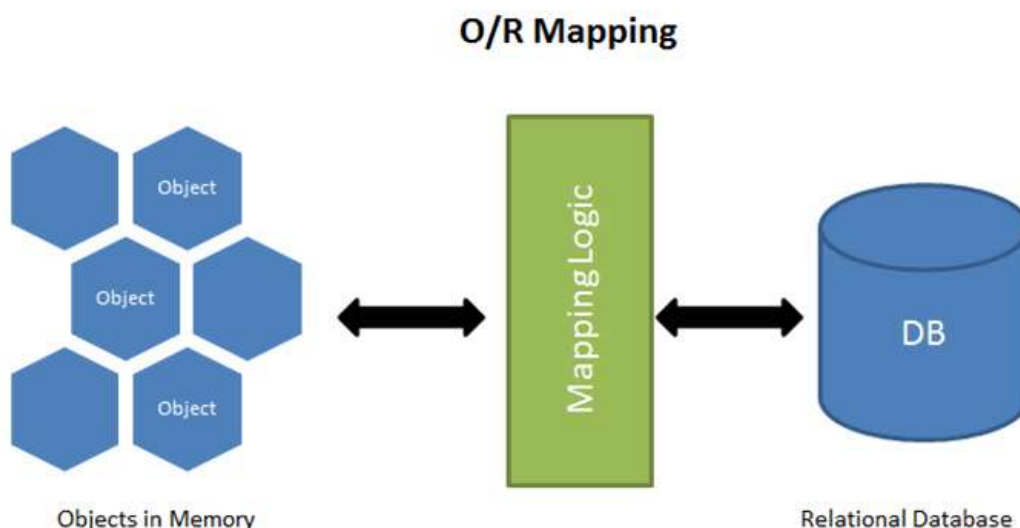 O/R Mapping
Object
Object
Object
Mapping Logic
DB
Objects in Memory
Relational Database